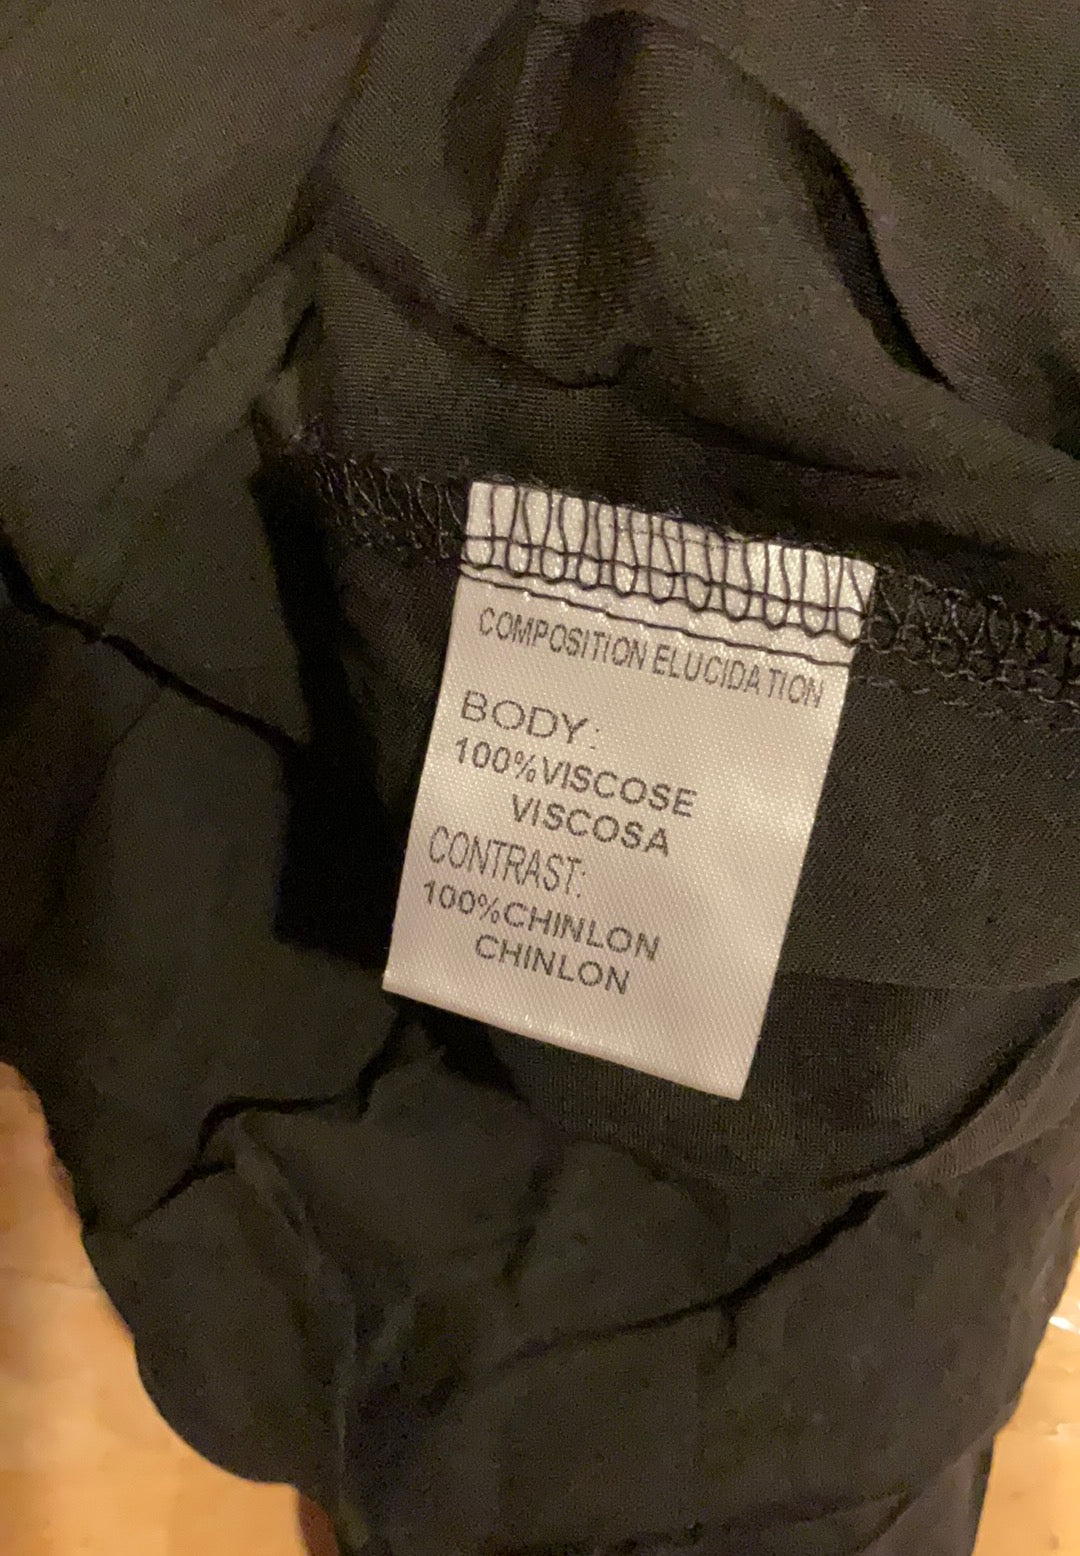 COMPOSITION ELUCIDATION
BODY:
100%VISCOSE
VISCOSA
CONTRAST:
100%CHINLON
CHINLON